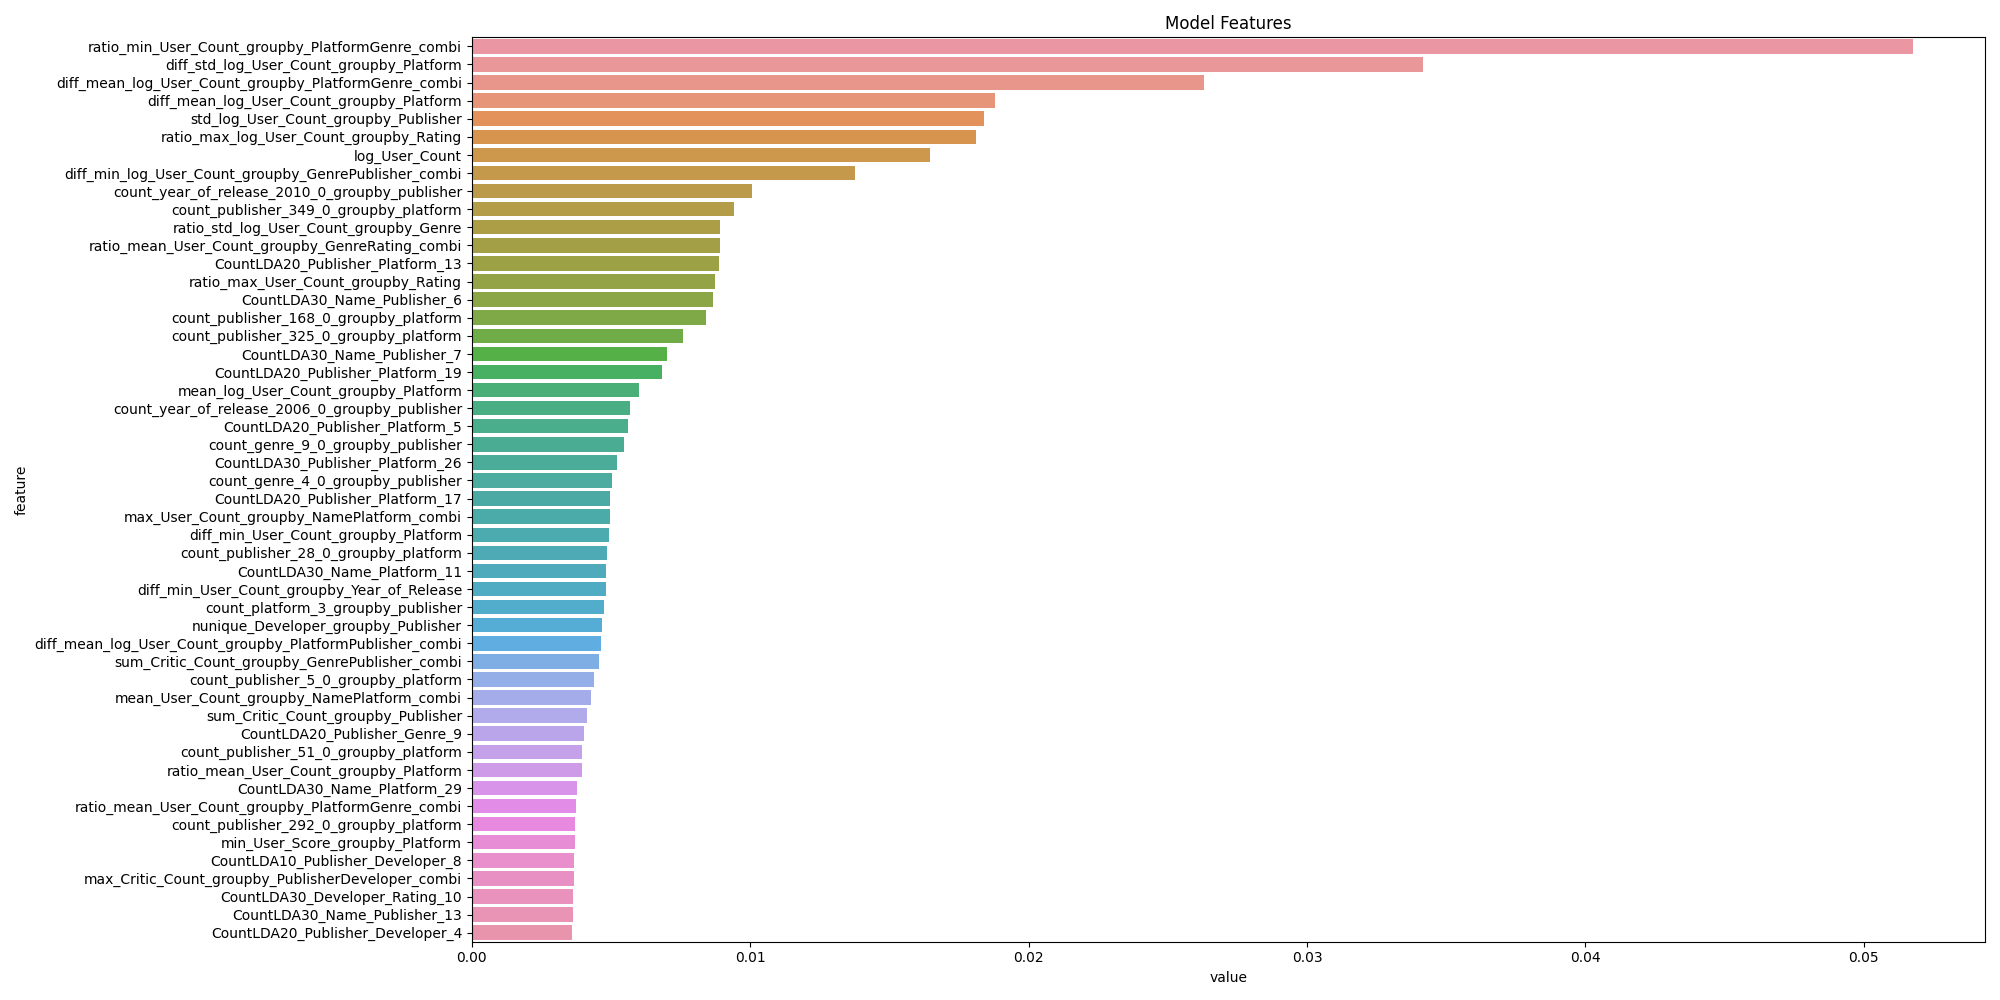 Model Features
ratio_min_User_Count_groupby_PlatformGenre_combi
diff_std_log_User_Count_groupby_Platform
diff_mean_log_User_Count_groupby_PlatformGenre_combi
diff_mean_log_User_Count_groupby_Platform
std_log_User_Count_groupby_Publisher
ratio_max_log_User_Count_groupby_Rating
log_User_Count
diff_min_log_User_Count_groupby_GenrePublisher_combi
count_year_of_release_2010_0_groupby_publisher
count_publisher_349_0_groupby_platform
ratio_std_log_User_Count_groupby_Genre
ratio_mean_User_Count_groupby_GenreRating_combi
CountLDA20_Publisher_Platform_13
ratio_max_User_Count_groupby_Rating
CountLDA30_Name_Publisher_6
count_publisher_168_0_groupby_platform
count_publisher_325_0_groupby_platform
CountLDA30_Name_Publisher_7
CountLDA20_Publisher_Platform_19
mean_log_User_Count_groupby_Platform
count_year_of_release_2006_0_groupby_publisher
CountLDA20_Publisher_Platform_5
count_genre_9_0_groupby_publisher
CountLDA30_Publisher_Platform_26
count_genre_4_0_groupby_publisher
CountLDA20_Publisher_Platform_17
max_User_Count_groupby_NamePlatform_combi
diff_min_User_Count_groupby_Platform
count_publisher_28_0_groupby_platform
CountLDA30_Name_Platform_11
diff_min_User_Count_groupby_Year_of_Release
count_platform_3_groupby_publisher
nunique_Developer_groupby_Publisher
diff_mean_log_User_Count_groupby_PlatformPublisher_combi
sum_Critic_Count_groupby_GenrePublisher_combi
count_publisher_5_0_groupby_platform
mean_User_Count_groupby_NamePlatform_combi
sum_Critic_Count_groupby_Publisher
CountLDA20_Publisher_Genre_9
count_publisher_51_0_groupby_platform
ratio_mean_User_Count_groupby_Platform
CountLDA30_Name_Platform_29
ratio_mean_User_Count_groupby_PlatformGenre_combi
count_publisher_292_0_groupby_platform
min_User_Score_groupby_Platform
CountLDA10_Publisher_Developer_8
max_Critic_Count_groupby_PublisherDeveloper_combi
CountLDA30_Developer_Rating_10
CountLDA30_Name_Publisher_13
CountLDA20_Publisher_Developer_4
feature
0.00 0.01 0.02 0.03 0.04 0.05
value